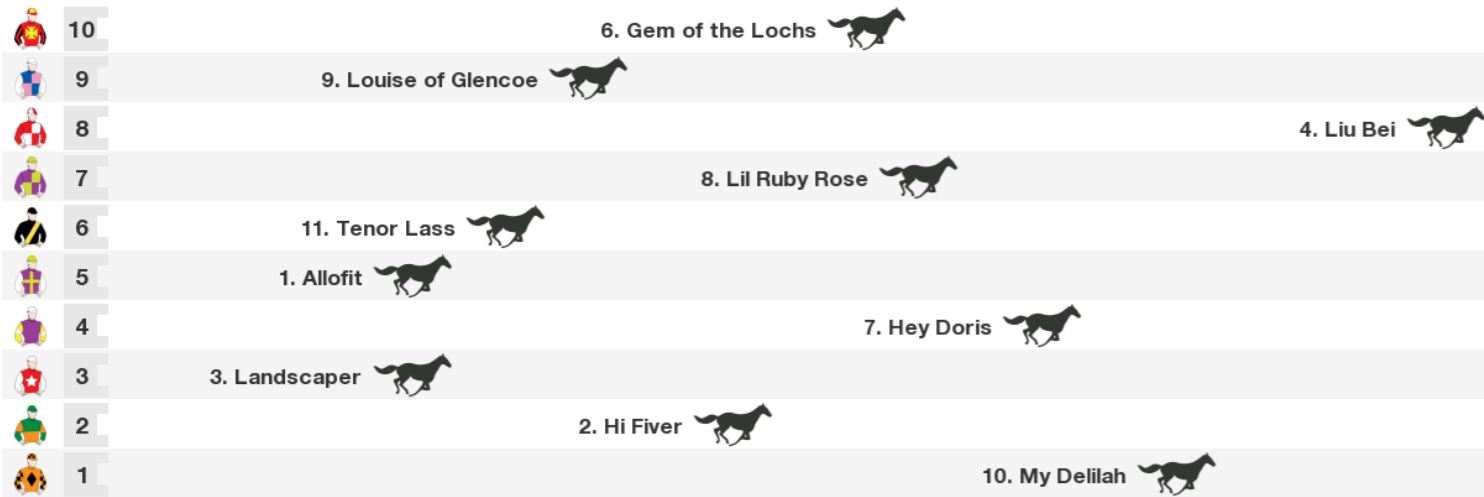 10 6. Gem of the Lochs
9 9. Louise of Glencoe
8 4. Liu Bei
7 8. Lil Ruby Rose
6 11. Tenor Lass
5 1. Allofit
4 7. Hey Doris
3 3. Landscaper
2 2. Hi Fiver
1 10. My Delilah